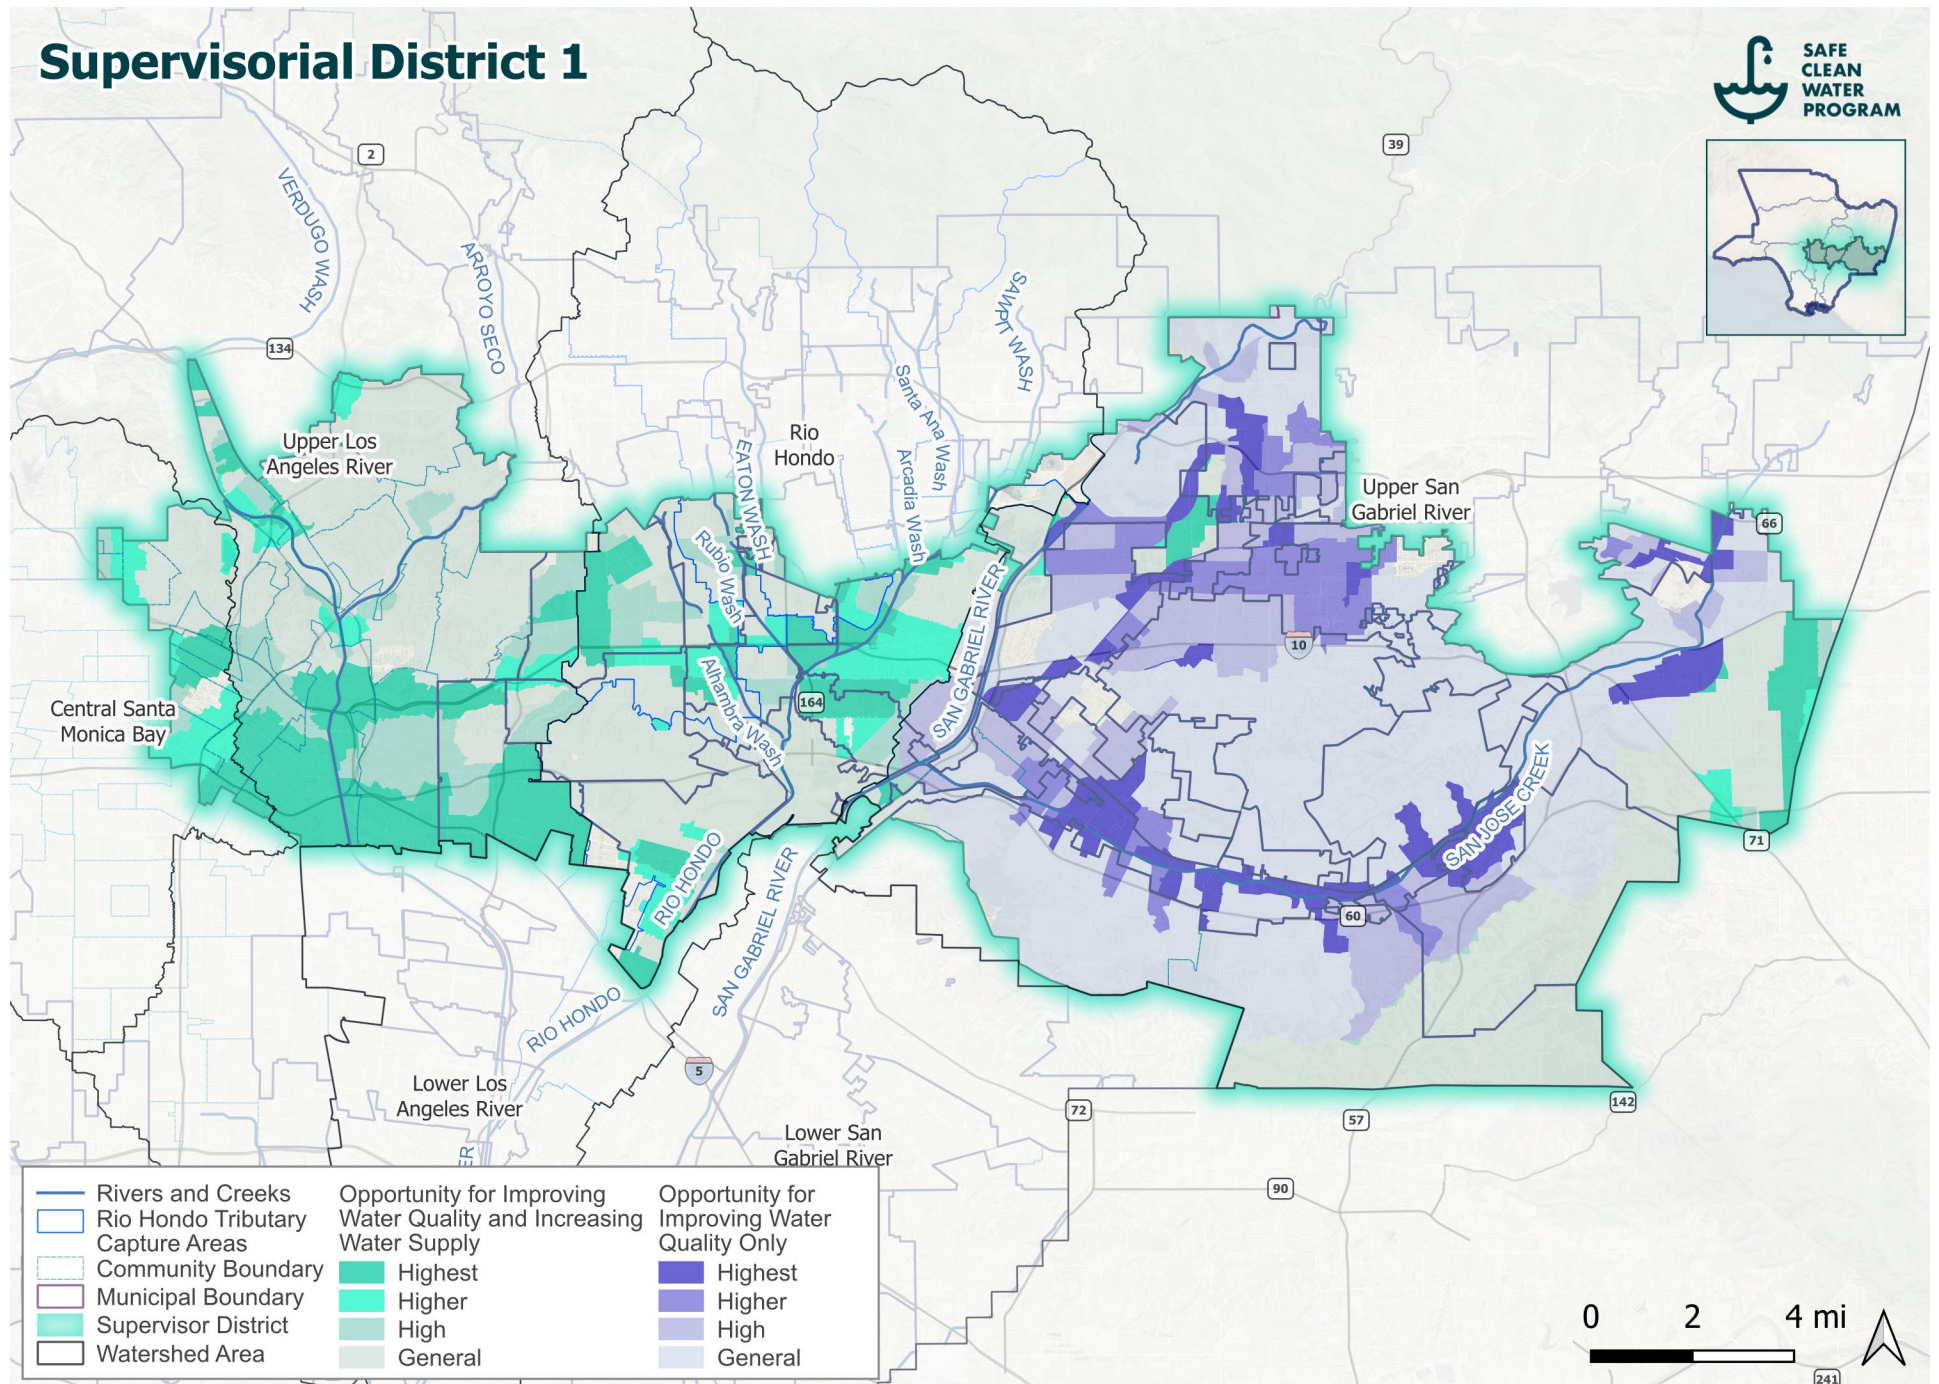 Supervisorial District 1
SAFE
CLEAN
WATER
PROGRAM
2
39
134
VERDUGO WASH
ARROYO SECO
SAWPIT WASH
Santa Ana Wash
EATON WASH
Rio
Hondo
Arcadia Wash
Upper Los
Angeles River
Upper San
Gabriel River
66
Rubio Wash
SAN GABRIEL RIVER
10
Alhambra Wash
164
Central Santa
Monica Bay
SAN JOSE CREEK
71
RIO HONDO
SAN GABRIEL RIVER
60
RIO HONDO
5
Lower Los
Angeles River
72
57
142
Lower San
Gabriel River
ER
90
Rivers and Creeks
Rio Hondo Tributary
Capture Areas
Community Boundary
Municipal Boundary
Supervisor District
Watershed Area
Opportunity for Improving
Water Quality and Increasing
Water Supply
Highest
Higher
High
General
Opportunity for
Improving Water
Quality Only
Highest
Higher
High
General
0 2 4 mi
241